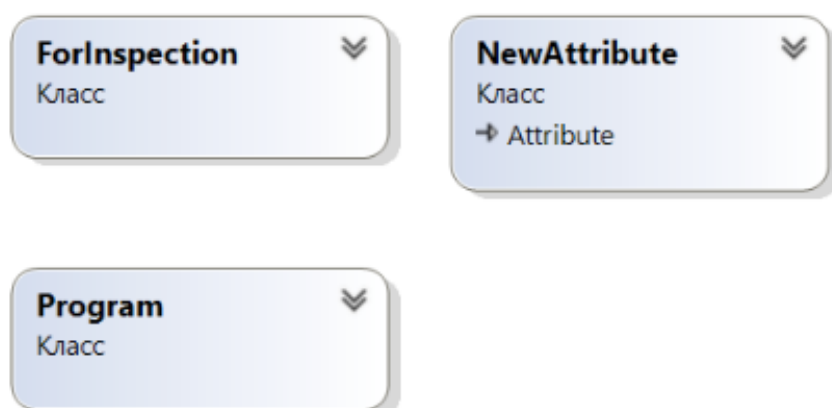 ForInspection
Класс
NewAttribute
Класс
Attribute
Program
Класс